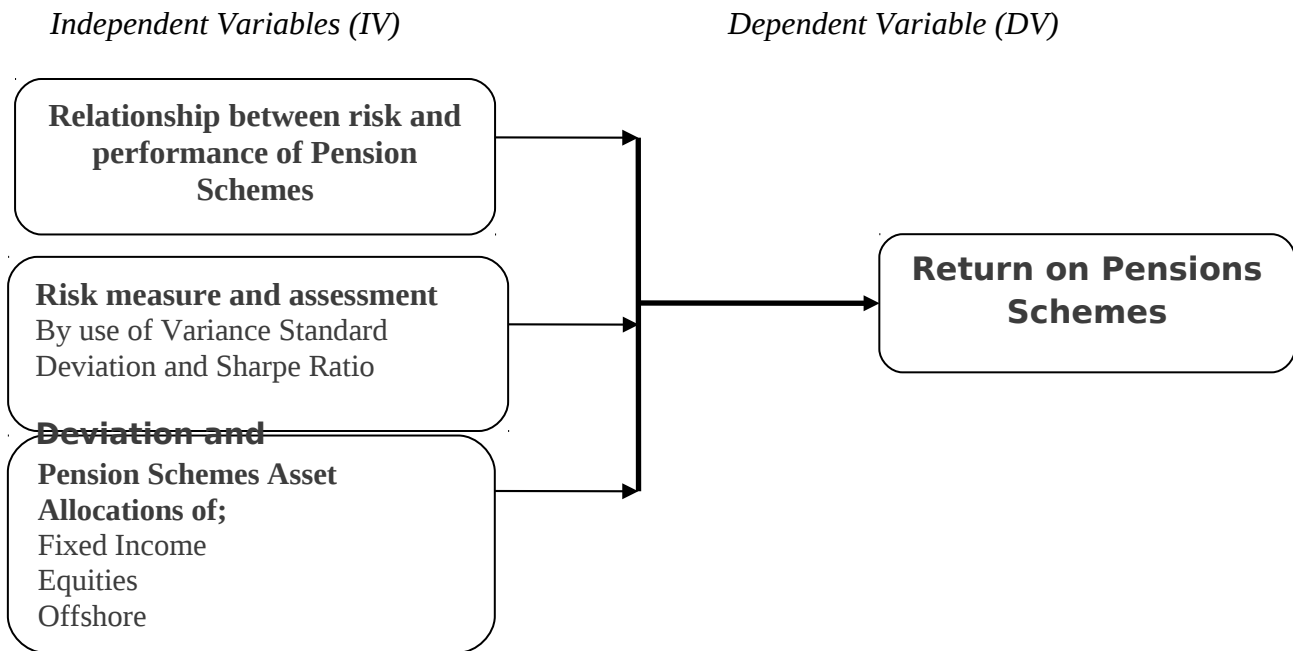 Independent Variables (IV)
Dependent Variable (DV)
Relationship between risk and
performance of Pension
Schemes
Risk measure and assessment
By use of Variance Standard
Deviation and Sharpe Ratio
Deviation and
Pension Schemes Asset
Allocations of;
Fixed Income
Equities
Offshore
Return on Pensions
Schemes